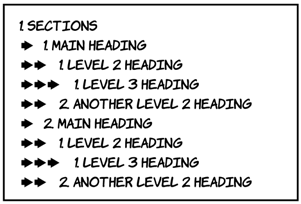 1. SECTIONS
1. MAIN HEADING
1. LEVEL 2 HEADING
1. LEVEL 3 HEADING
2. ANOTHER LEVEL 2 HEADING
2. MAIN HEADING
1. LEVEL 2 HEADING
1. LEVEL 3 HEADING
2. ANOTHER LEVEL 2 HEADING